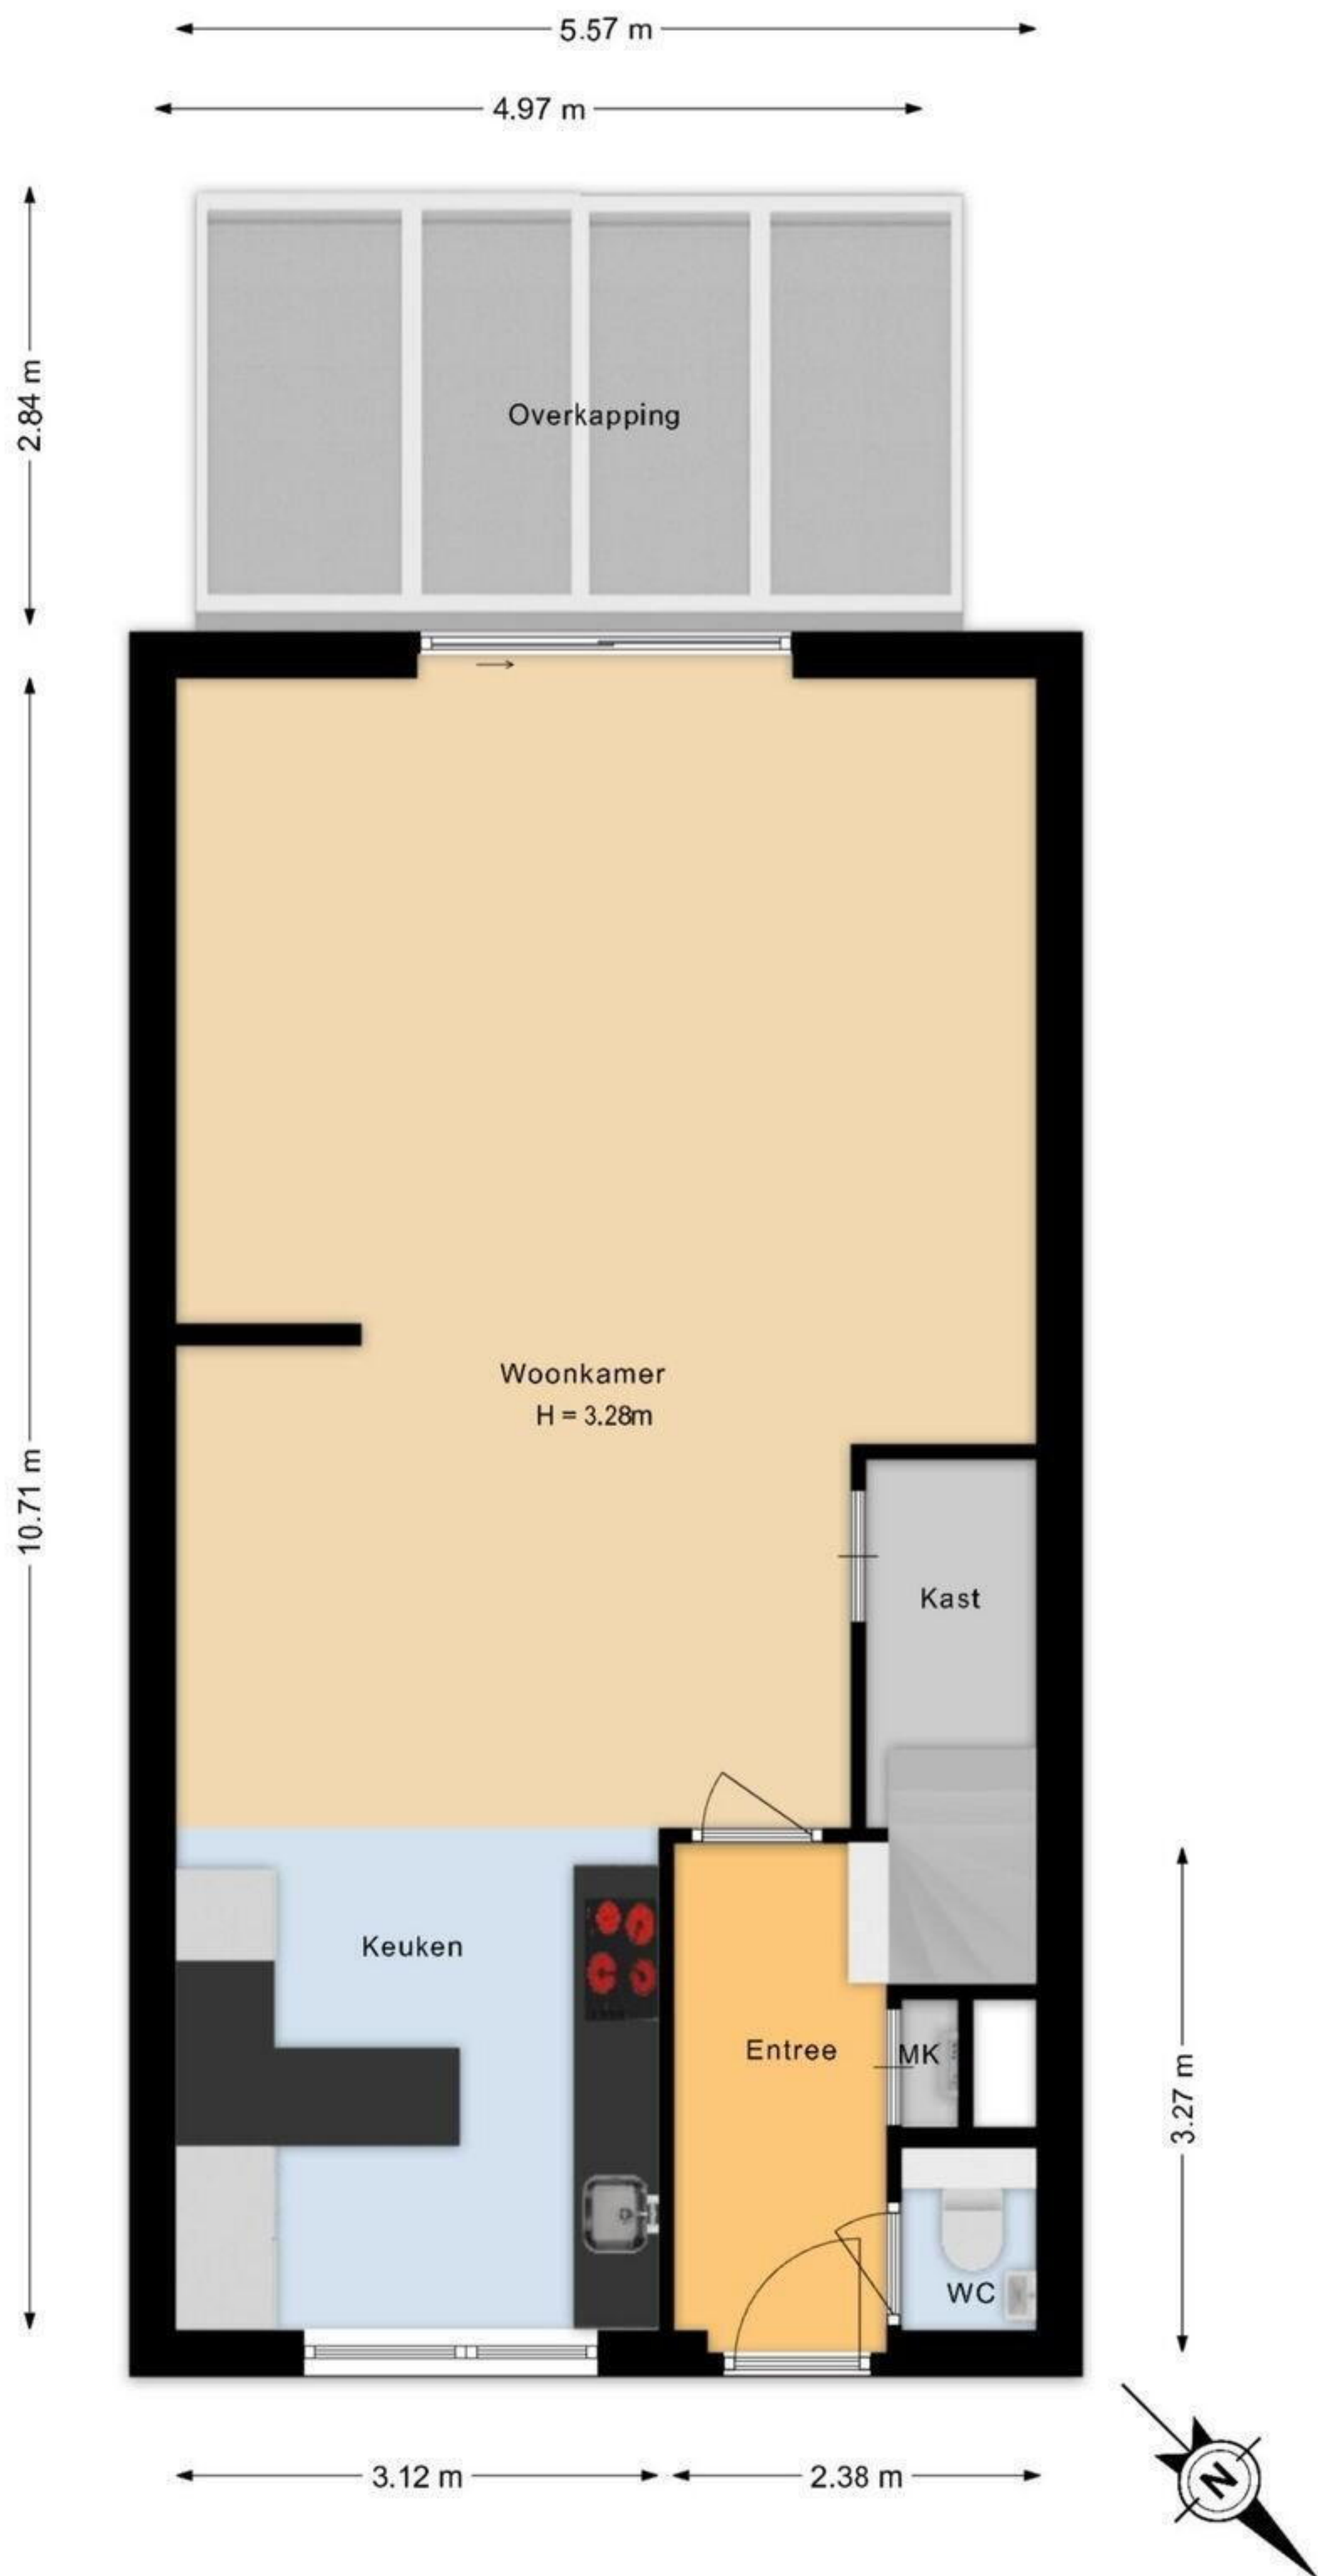 5.57 m
4.97 m
2.84 m
Overkapping
Woonkamer
H = 3.28m
10.71 m
Kast
Keuken
Entree
MK
3.27 m
WC
3.12 m
2.38 m
N